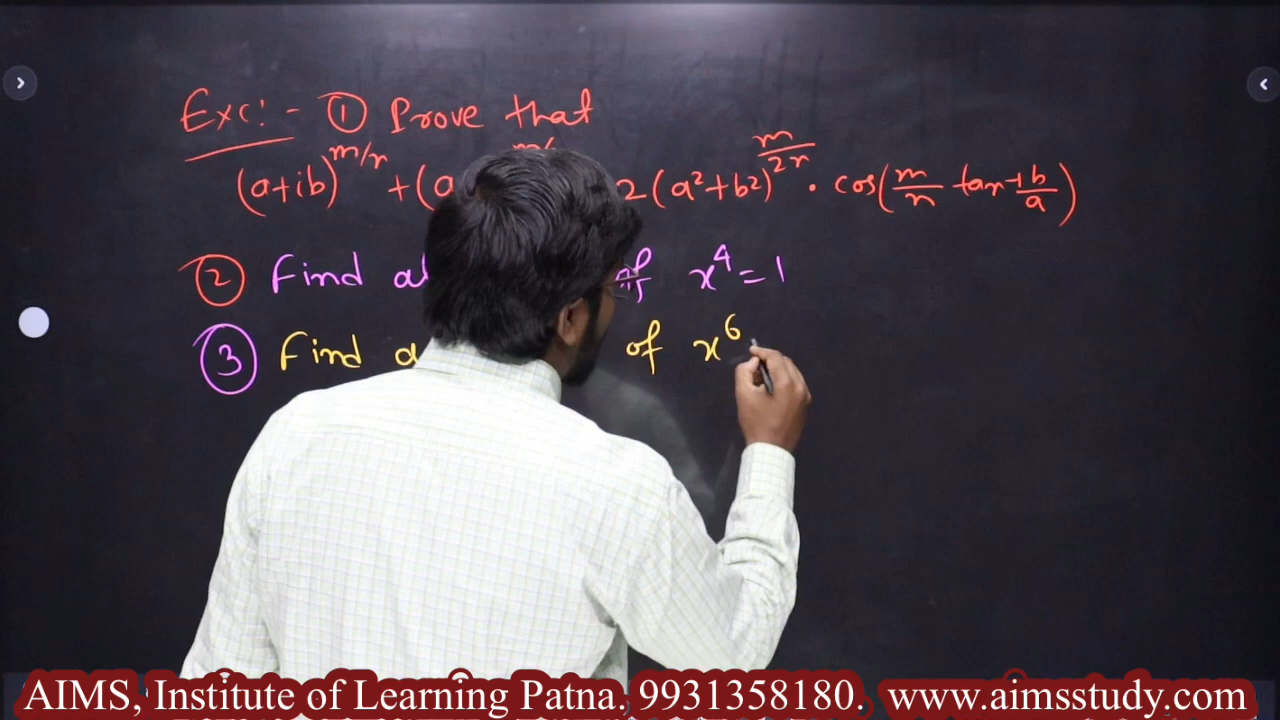 Exc: - ① Prove that
(a+ib)^m/n + (a 2 (a²+b²)^m/2n . cos(m/n tan⁻¹ b/a)
② Find al of x⁴ = 1
③ Find a of x⁶
AIMS, Institute of Learning Patna. 9931358180. www.aimsstudy.com